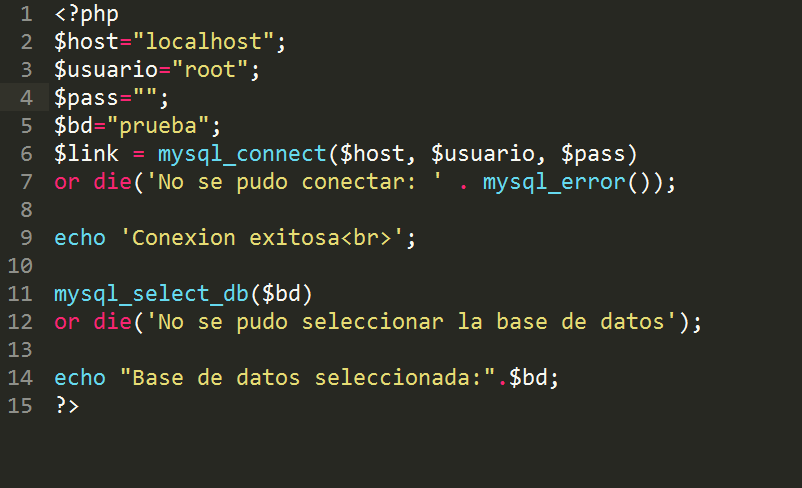 1 <?php
2 $host="localhost";
3 $usuario="root";
4 $pass="";
5 $bd="prueba";
6 $link = mysql_connect($host, $usuario, $pass)
7 or die('No se pudo conectar: ' . mysql_error());
8
9 echo 'Conexion exitosa<br>';
10
11 mysql_select_db($bd)
12 or die('No se pudo seleccionar la base de datos');
13
14 echo "Base de datos seleccionada:".$bd;
15 ?>